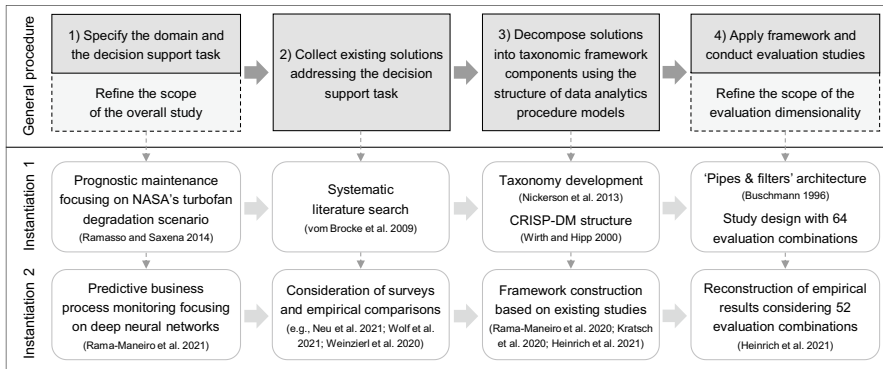 General procedure
1) Specify the domain and
the decision support task
Refine the scope
of the overall study
2) Collect existing solutions
addressing the decision
support task
3) Decompose solutions
into taxonomic framework
components using the
structure of data analytics
procedure models
4) Apply framework and
conduct evaluation studies
Refine the scope of the
evaluation dimensionality
Instantiation 1
Prognostic maintenance
focusing on NASA's turbofan
degradation scenario
(Ramasso and Saxena 2014)
Systematic
literature search
(vom Brocke et al. 2009)
Taxonomy development
(Nickerson et al. 2013)
CRISP-DM structure
(Wirth and Hipp 2000)
‘Pipes & filters’ architecture
(Buschmann 1996)
Study design with 64
evaluation combinations
Instantiation 2
Predictive business
process monitoring focusing
on deep neural networks
(Rama-Maneiro et al. 2021)
Consideration of surveys
and empirical comparisons
(e.g., Neu et al. 2021; Wolf et al.
2021; Weinzierl et al. 2020)
Framework construction
based on existing studies
(Rama-Maneiro et al. 2020; Kratsch
et al. 2020; Heinrich et al. 2021)
Reconstruction of empirical
results considering 52
evaluation combinations
(Heinrich et al. 2021)